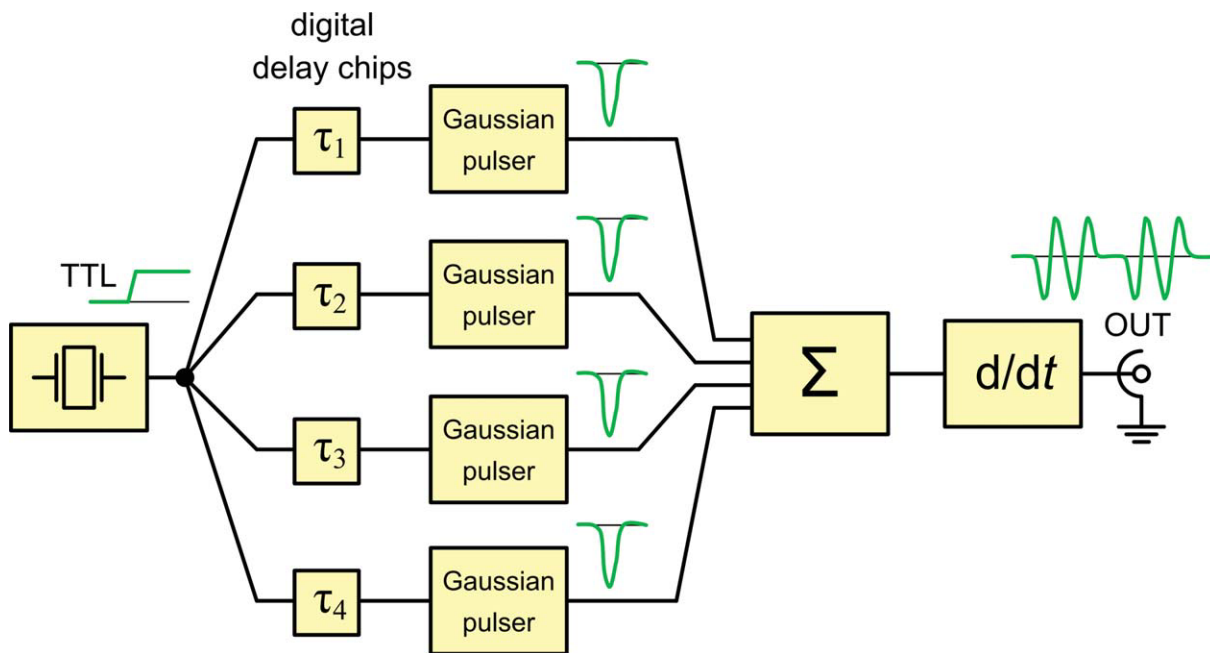 digital
delay chips
τ1
Gaussian
pulser
TTL
τ2
Gaussian
pulser
OUT
Σ
d/dt
τ3
Gaussian
pulser
τ4
Gaussian
pulser